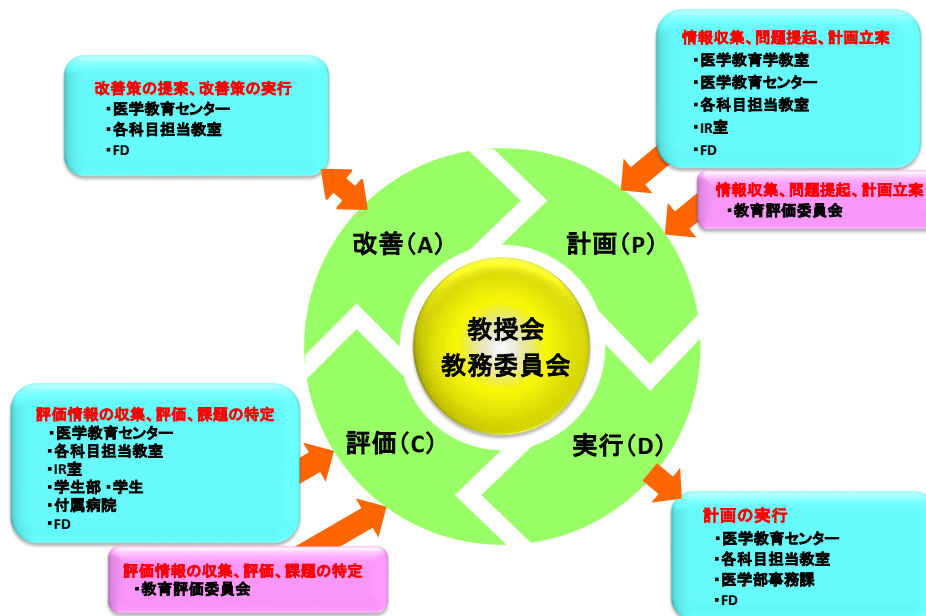 情報収集、問題提起、計画立案
・医学教育学教室
・医学教育センター
・各科目担当教室
・IR室
・FD
情報収集、問題提起、計画立案
・教育評価委員会
改善策の提案、改善策の実行
・医学教育センター
・各科目担当教室
・FD
改善（A）
計画（P）
教授会
教務委員会
評価（C）
実行（D）
評価情報の収集、評価、課題の特定
・医学教育センター
・各科目担当教室
・IR室
・学生部 ・学生
・付属病院
・FD
評価情報の収集、評価、課題の特定
・教育評価委員会
計画の実行
・医学教育センター
・各科目担当教室
・医学部事務課
・FD